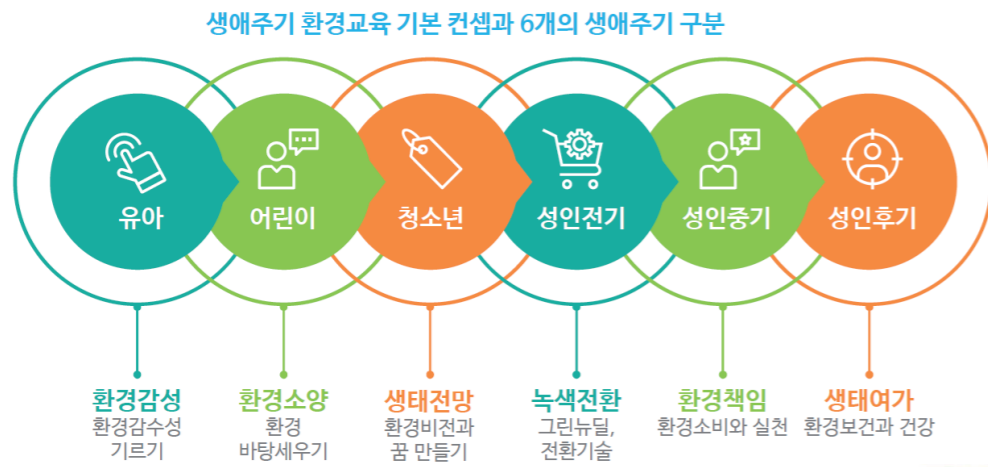 생애주기 환경교육 기본 컨셉과 6개의 생애주기 구분
유아
어린이
청소년
성인전기
성인중기
성인후기
환경감성
환경감수성
기르기
환경소양
환경
바탕세우기
생태전망
환경비전과
꿈 만들기
녹색전환
그린뉴딜,
전환기술
환경책임
환경소비와 실천
생태여가
환경보건과 건강